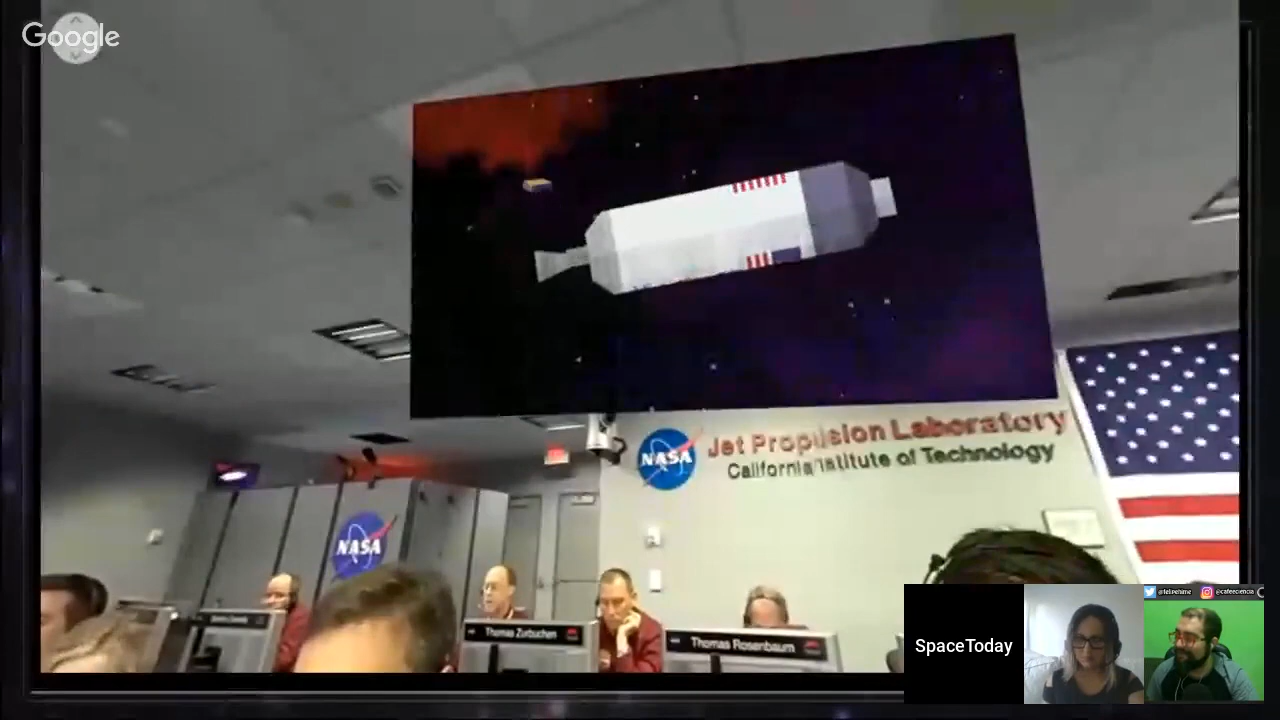 Google
NASA
Jet Propulsion Laboratory
California Institute of Technology
NASA
Thomas Zurbuchen
Thomas Rosenbaum
SpaceToday